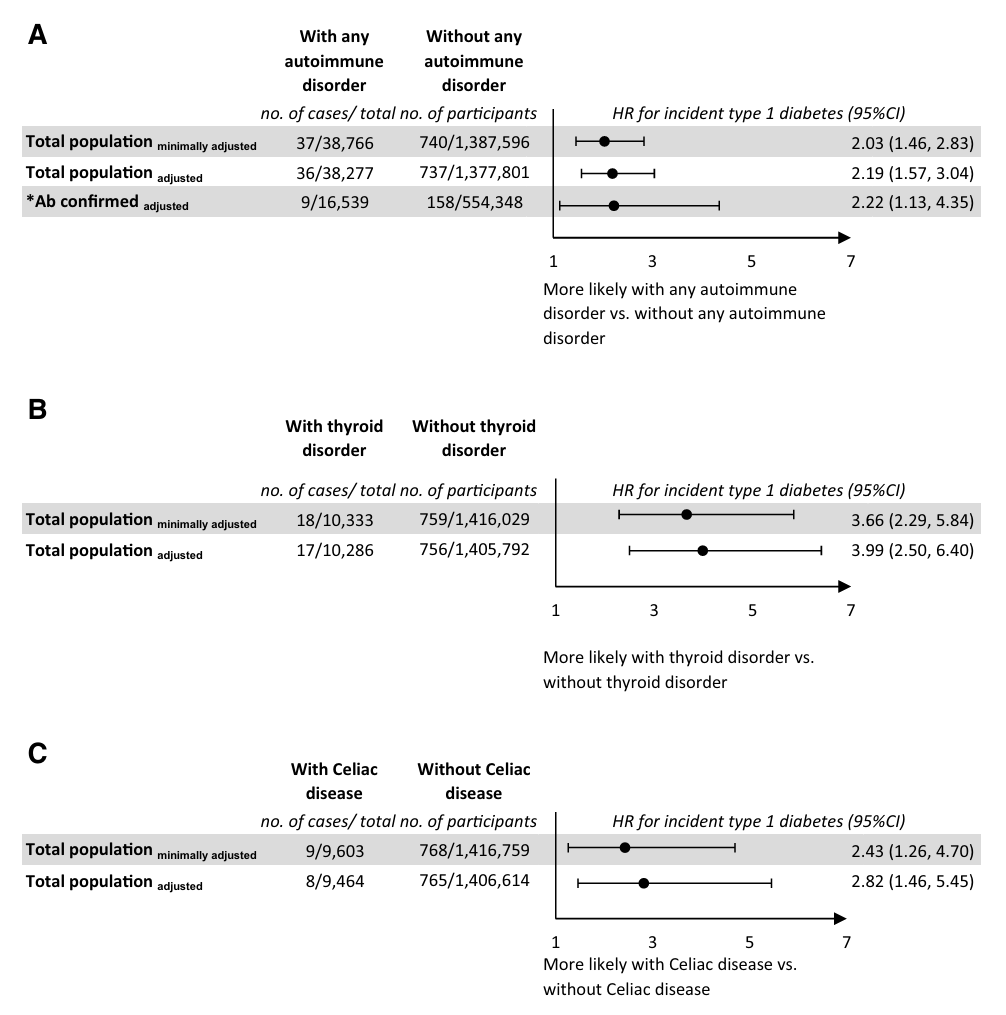 A
With any autoimmune disorder
Without any autoimmune disorder
no. of cases/ total no. of participants
HR for incident type 1 diabetes (95%CI)
Total population minimally adjusted 37/38,766 740/1,387,596 2.03 (1.46, 2.83)
Total population adjusted 36/38,277 737/1,377,801 2.19 (1.57, 3.04)
*Ab confirmed adjusted 9/16,539 158/554,348 2.22 (1.13, 4.35)
1 3 5 7
More likely with any autoimmune
disorder vs. without any autoimmune
disorder
B
With thyroid disorder
Without thyroid disorder
no. of cases/ total no. of participants
HR for incident type 1 diabetes (95%CI)
Total population minimally adjusted 18/10,333 759/1,416,029 3.66 (2.29, 5.84)
Total population adjusted 17/10,286 756/1,405,792 3.99 (2.50, 6.40)
1 3 5 7
More likely with thyroid disorder vs.
without thyroid disorder
C
With Celiac disease
Without Celiac disease
no. of cases/ total no. of participants
HR for incident type 1 diabetes (95%CI)
Total population minimally adjusted 9/9,603 768/1,416,759 2.43 (1.26, 4.70)
Total population adjusted 8/9,464 765/1,406,614 2.82 (1.46, 5.45)
1 3 5 7
More likely with Celiac disease vs.
without Celiac disease